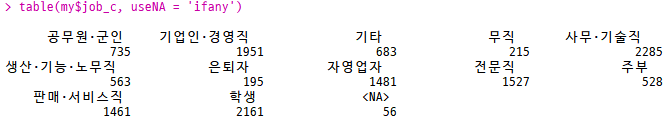 > table(my$job_c, useNA = 'ifany')
공무원·군인 기업인·경영직 기타 무직 사무·기술직
735 1951 683 215 2285
생산·기능·노무직 은퇴자 자영업자 전문직 주부
563 195 1481 1527 528
판매·서비스직 학생 <NA>
1461 2161 56